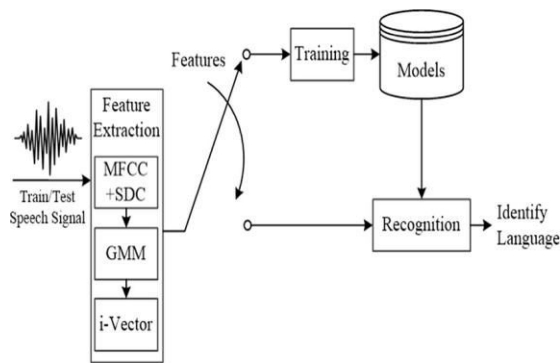 Feature
Extraction
MFCC
+SDC
GMM
i-Vector
Train/Test
Speech Signal
Features
Training
Models
Recognition
Identify
Language